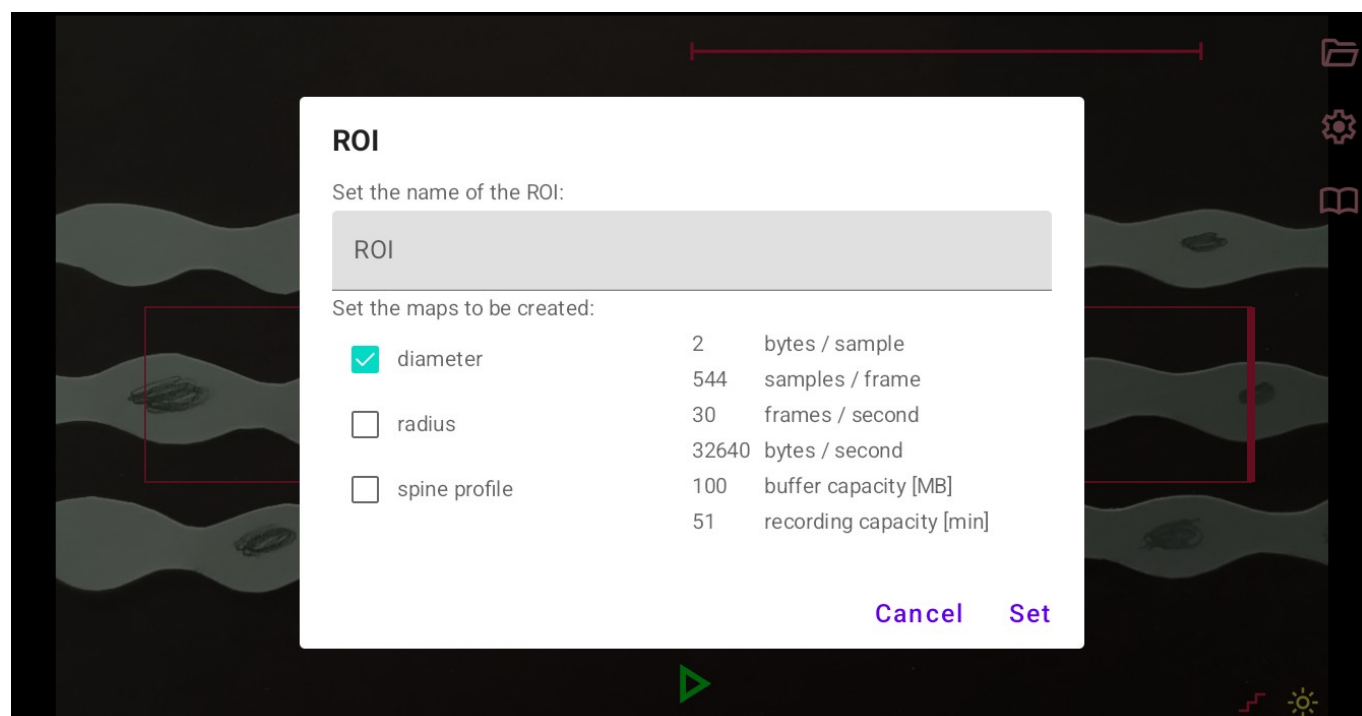 ROI
Set the name of the ROI:
ROI
Set the maps to be created:
diameter
radius
spine profile
2 bytes / sample
544 samples / frame
30 frames / second
32640 bytes / second
100 buffer capacity [MB]
51 recording capacity [min]
Cancel Set